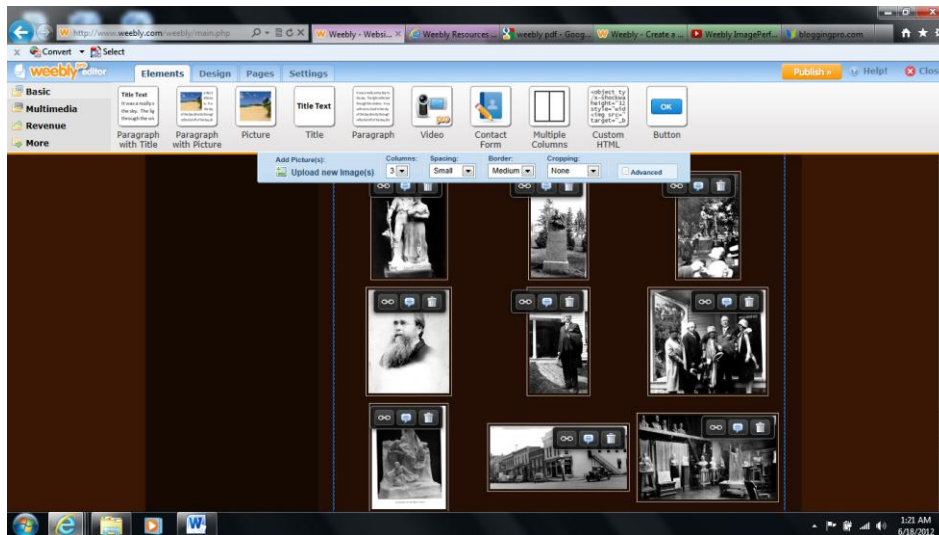 http://www.weebly.com/weebly/main.php
Weebly - Websi...
Weebly Resources ...
weebly pdf - Goog...
Weebly - Create a ...
Weebly ImagePerf...
bloggingpro.com
x Convert Select
weebly editor
Elements Design Pages Settings
Publish » Help! Clos
Basic
Multimedia
Revenue
More
Title Text
Title Text
OK
Paragraph with Title
Paragraph with Picture
Picture
Title
Paragraph
Video
Contact Form
Multiple Columns
Custom HTML
Button
Add Picture(s):
Upload new Image(s)
Columns:
3
Spacing:
Small
Border:
Medium
Cropping:
None
Advanced
1:21 AM
6/18/2012